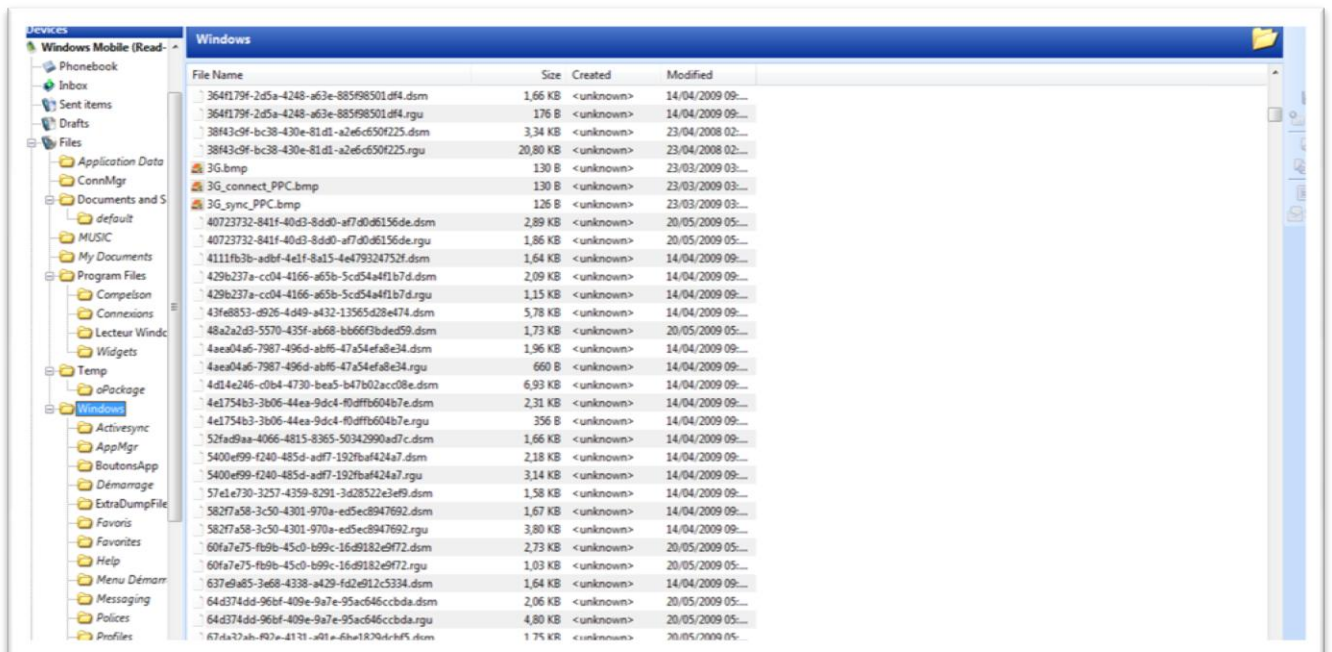 Devices
Windows Mobile (Read-
Phonebook
Inbox
Sent items
Drafts
Files
Application Data
ConnMgr
Documents and S
default
MUSIC
My Documents
Program Files
Compelson
Connexions
Lecteur Windc
Widgets
Temp
oPackage
Windows
Activesync
AppMgr
BoutonsApp
Démarrage
ExtraDumpFile
Favoris
Favorites
Help
Menu Démarr
Messaging
Polices
Profiles
Windows
File Name Size Created Modified
364f179f-2d5a-4248-a63e-885f98501df4.dsm 1,66 KB <unknown> 14/04/2009 09:...
364f179f-2d5a-4248-a63e-885f98501df4.rgu 176 B <unknown> 14/04/2009 09:...
38f43c9f-bc38-430e-81d1-a2e6c650f225.dsm 3,34 KB <unknown> 23/04/2008 02:...
38f43c9f-bc38-430e-81d1-a2e6c650f225.rgu 20,80 KB <unknown> 23/04/2008 02:...
3G.bmp 130 B <unknown> 23/03/2009 03:...
3G_connect_PPC.bmp 130 B <unknown> 23/03/2009 03:...
3G_sync_PPC.bmp 126 B <unknown> 23/03/2009 03:...
40723732-841f-40d3-8dd0-af7d0d6156de.dsm 2,89 KB <unknown> 20/05/2009 05:...
40723732-841f-40d3-8dd0-af7d0d6156de.rgu 1,86 KB <unknown> 20/05/2009 05:...
4111fb3b-adbf-4e1f-8a15-4e479324752f.dsm 1,64 KB <unknown> 14/04/2009 09:...
429b237a-cc04-4166-a65b-5cd54a4f1b7d.dsm 2,09 KB <unknown> 14/04/2009 09:...
429b237a-cc04-4166-a65b-5cd54a4f1b7d.rgu 1,15 KB <unknown> 14/04/2009 09:...
43fe8853-d926-4d49-a432-13565d28e474.dsm 5,78 KB <unknown> 14/04/2009 09:...
48a2a2d3-5570-435f-ab68-bb66f3bded59.dsm 1,73 KB <unknown> 20/05/2009 05:...
4aea04a6-7987-496d-abf6-47a54efa8e34.dsm 1,96 KB <unknown> 14/04/2009 09:...
4aea04a6-7987-496d-abf6-47a54efa8e34.rgu 660 B <unknown> 14/04/2009 09:...
4d14e246-c0b4-4730-bea5-b47b02acc08e.dsm 6,93 KB <unknown> 14/04/2009 09:...
4e1754b3-3b06-44ea-9dc4-f0dffb604b7e.dsm 2,31 KB <unknown> 14/04/2009 09:...
4e1754b3-3b06-44ea-9dc4-f0dffb604b7e.rgu 356 B <unknown> 14/04/2009 09:...
52fad9aa-4066-4815-8365-50342990ad7c.dsm 1,66 KB <unknown> 14/04/2009 09:...
5400ef99-f240-485d-adf7-192fbaf424a7.dsm 2,18 KB <unknown> 14/04/2009 09:...
5400ef99-f240-485d-adf7-192fbaf424a7.rgu 3,14 KB <unknown> 14/04/2009 09:...
57e1e730-3257-4359-8291-3d28522e3ef9.dsm 1,58 KB <unknown> 14/04/2009 09:...
582f7a58-3c50-4301-970a-ed5ec8947692.dsm 1,67 KB <unknown> 14/04/2009 09:...
582f7a58-3c50-4301-970a-ed5ec8947692.rgu 3,80 KB <unknown> 14/04/2009 09:...
60fa7e75-fb9b-45c0-b99c-16d9182e9f72.dsm 2,73 KB <unknown> 20/05/2009 05:...
60fa7e75-fb9b-45c0-b99c-16d9182e9f72.rgu 1,03 KB <unknown> 20/05/2009 05:...
637e9a85-3e68-4338-a429-fd2e912c5334.dsm 1,64 KB <unknown> 14/04/2009 09:...
64d374dd-96bf-409e-9a7e-95ac646ccbda.dsm 2,06 KB <unknown> 20/05/2009 05:...
64d374dd-96bf-409e-9a7e-95ac646ccbda.rgu 4,80 KB <unknown> 20/05/2009 05:...
67da32ab-f92e-4131-a91e-6be1829dcbf5.dsm 1,75 KB <unknown> 20/05/2009 05:...